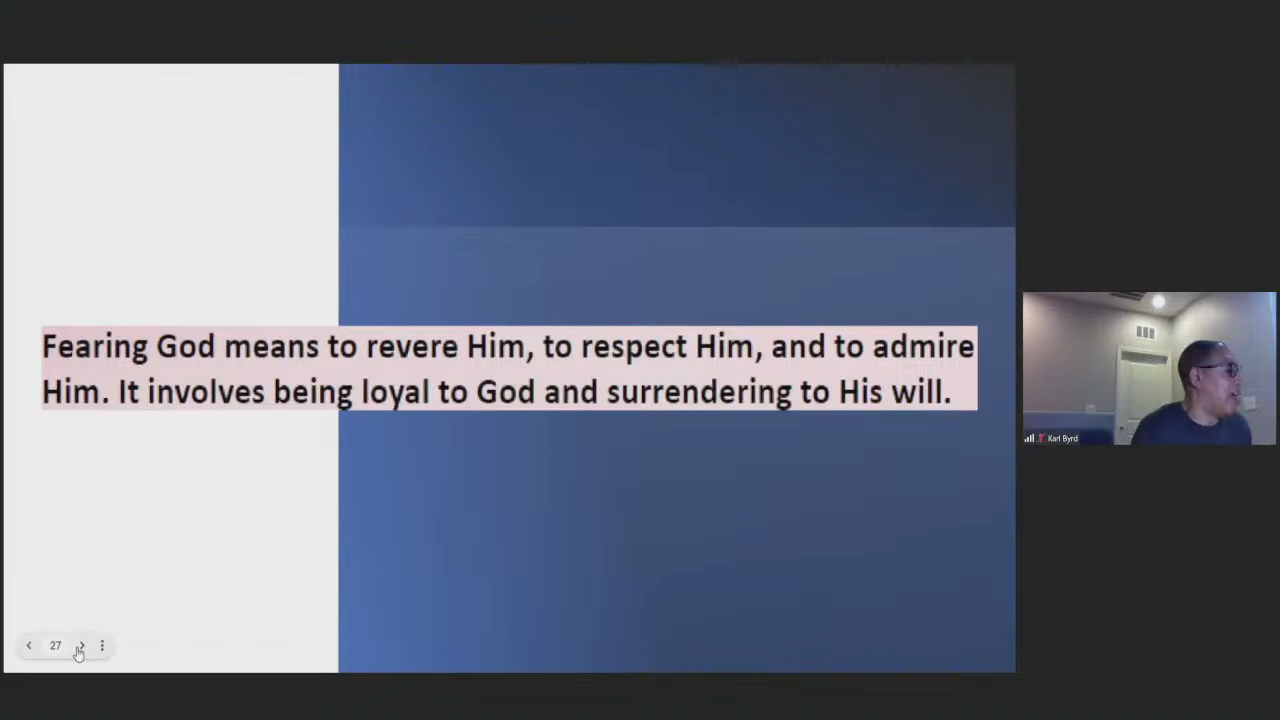 Fearing God means to revere Him, to respect Him, and to admire
Him. It involves being loyal to God and surrendering to His will.
Karl Byrd
27